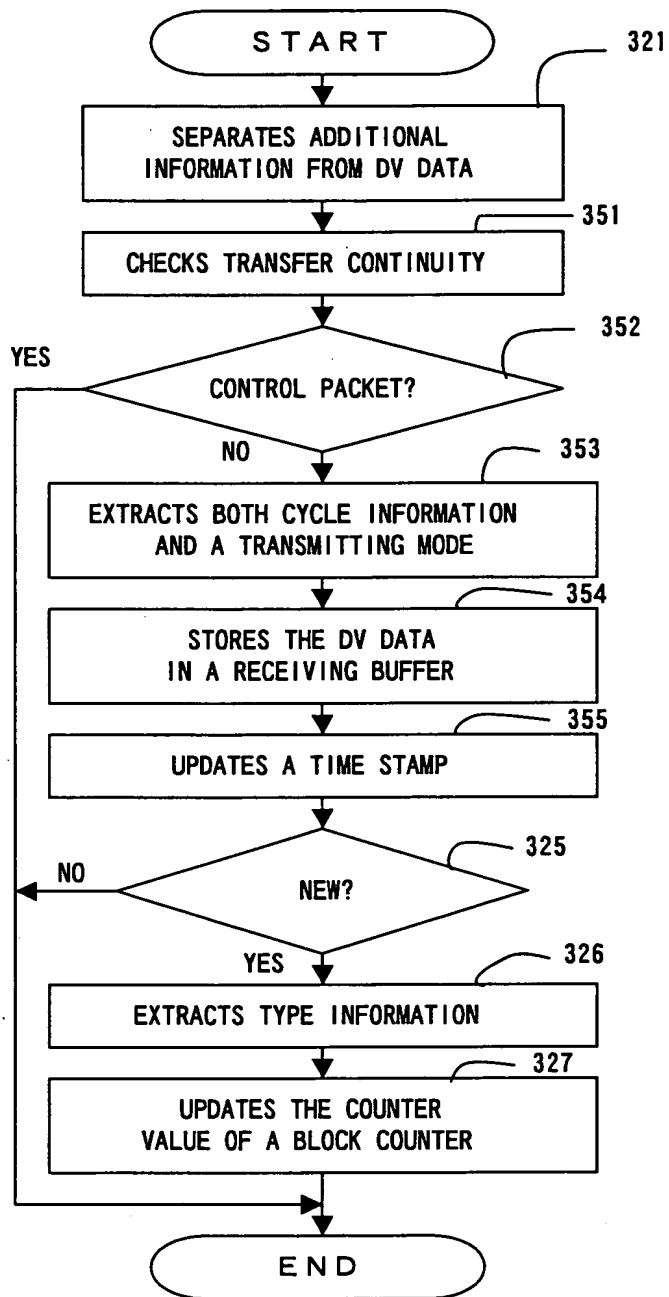 START
321
SEPARATES ADDITIONAL
INFORMATION FROM DV DATA
351
CHECKS TRANSFER CONTINUITY
352
YES
CONTROL PACKET?
NO
353
EXTRACTS BOTH CYCLE INFORMATION
AND A TRANSMITTING MODE
354
STORES THE DV DATA
IN A RECEIVING BUFFER
355
UPDATES A TIME STAMP
325
NO
NEW?
YES
326
EXTRACTS TYPE INFORMATION
327
UPDATES THE COUNTER
VALUE OF A BLOCK COUNTER
END